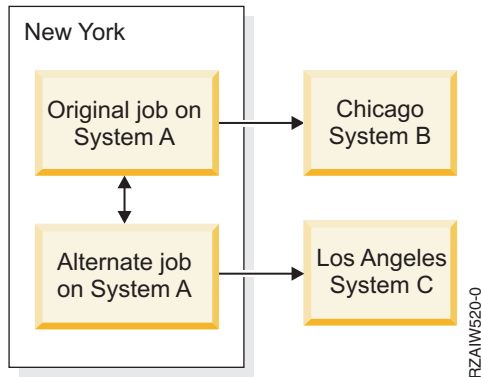 New York
Original job on
System A
Chicago
System B
Alternate job
on System A
Los Angeles
System C
RZAIW520-0